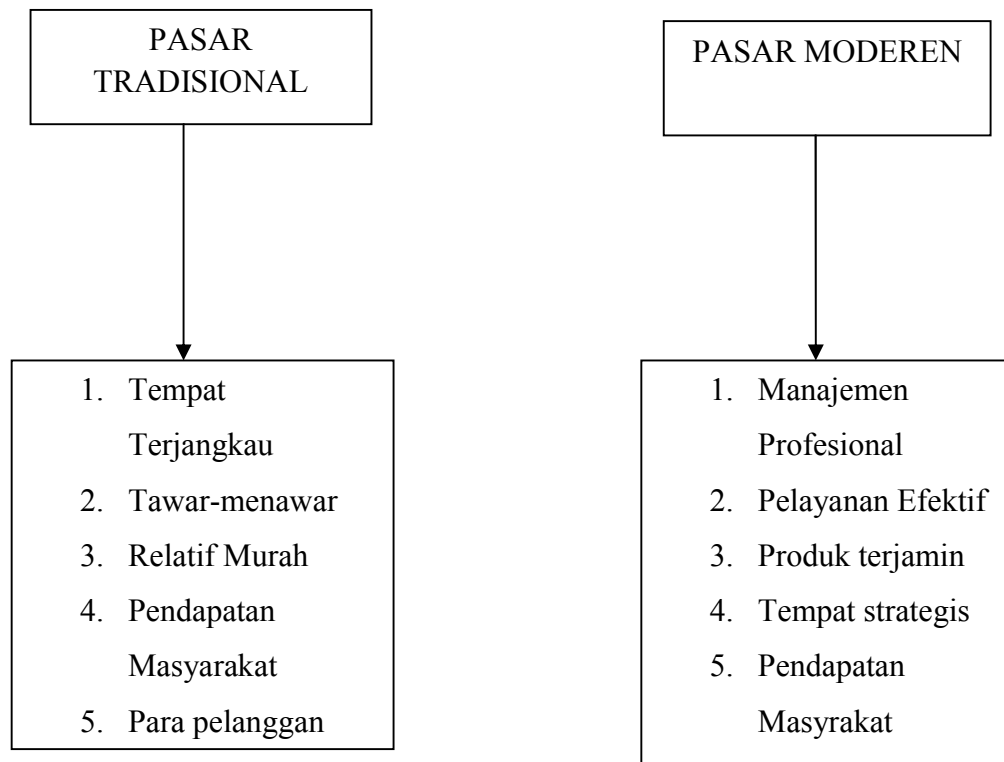 PASAR
TRADISIONAL
PASAR MODEREN
1. Tempat
Terjangkau
2. Tawar-menawar
3. Relatif Murah
4. Pendapatan
Masyarakat
5. Para pelanggan
1. Manajemen
Profesional
2. Pelayanan Efektif
3. Produk terjamin
4. Tempat strategis
5. Pendapatan
Masyrakat